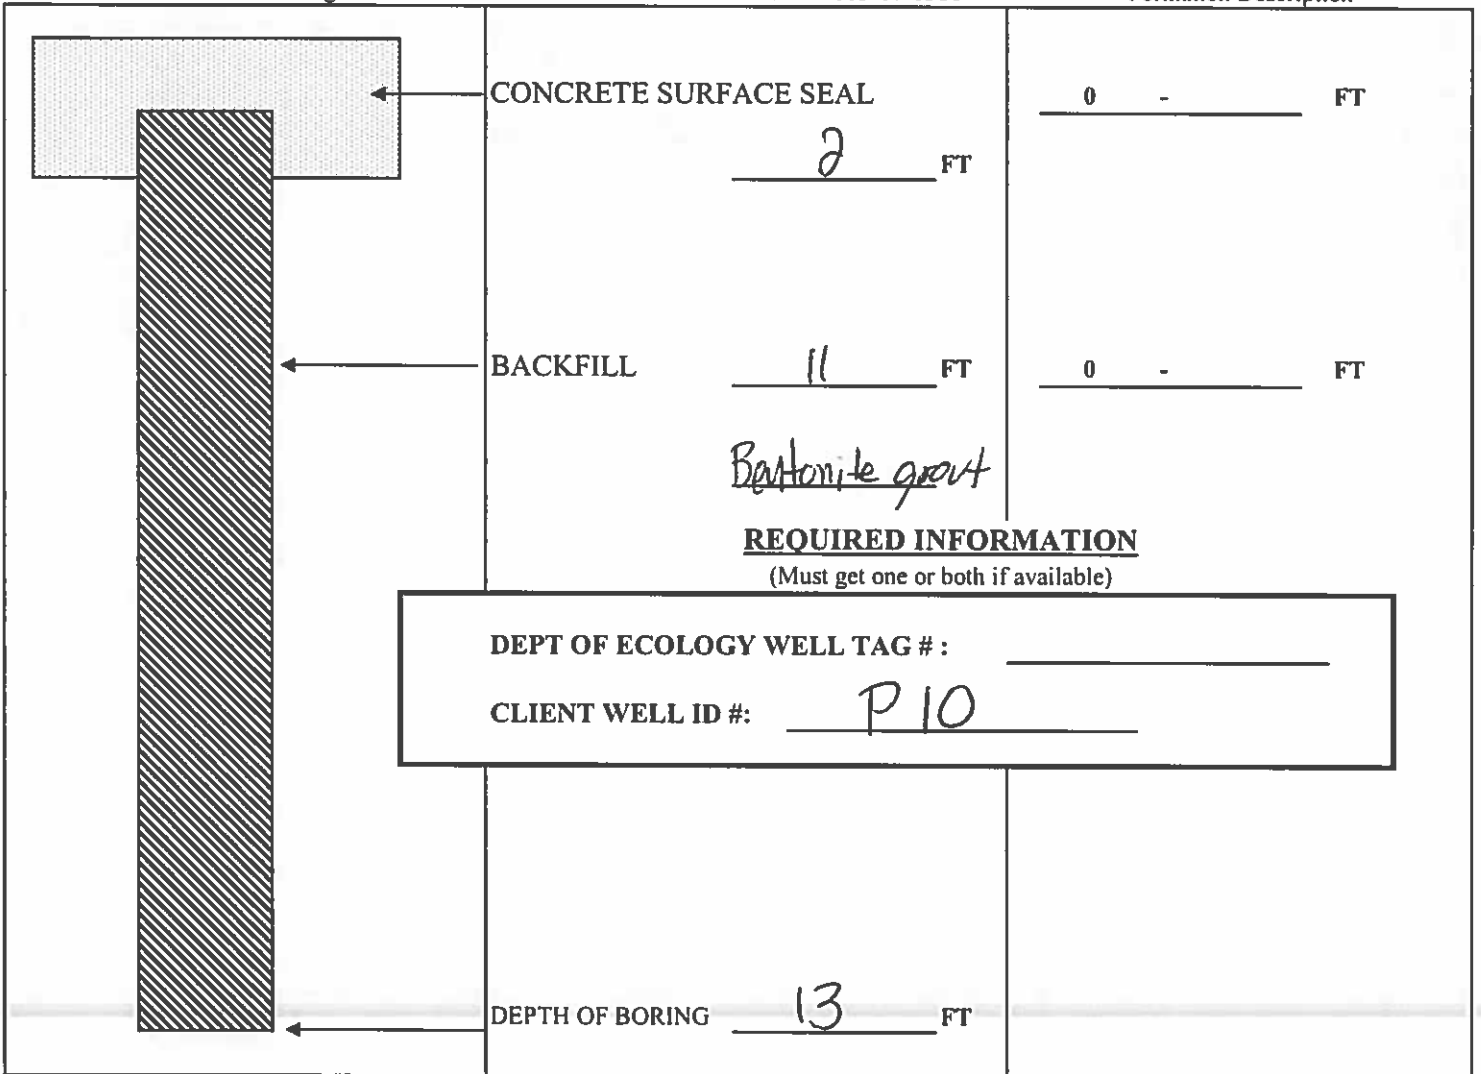 CONCRETE SURFACE SEAL 0 - FT
2 FT
BACKFILL 11 FT 0 - FT
Bentonite grout
REQUIRED INFORMATION
(Must get one or both if available)
DEPT OF ECOLOGY WELL TAG # :
CLIENT WELL ID #: P10
DEPTH OF BORING 13 FT